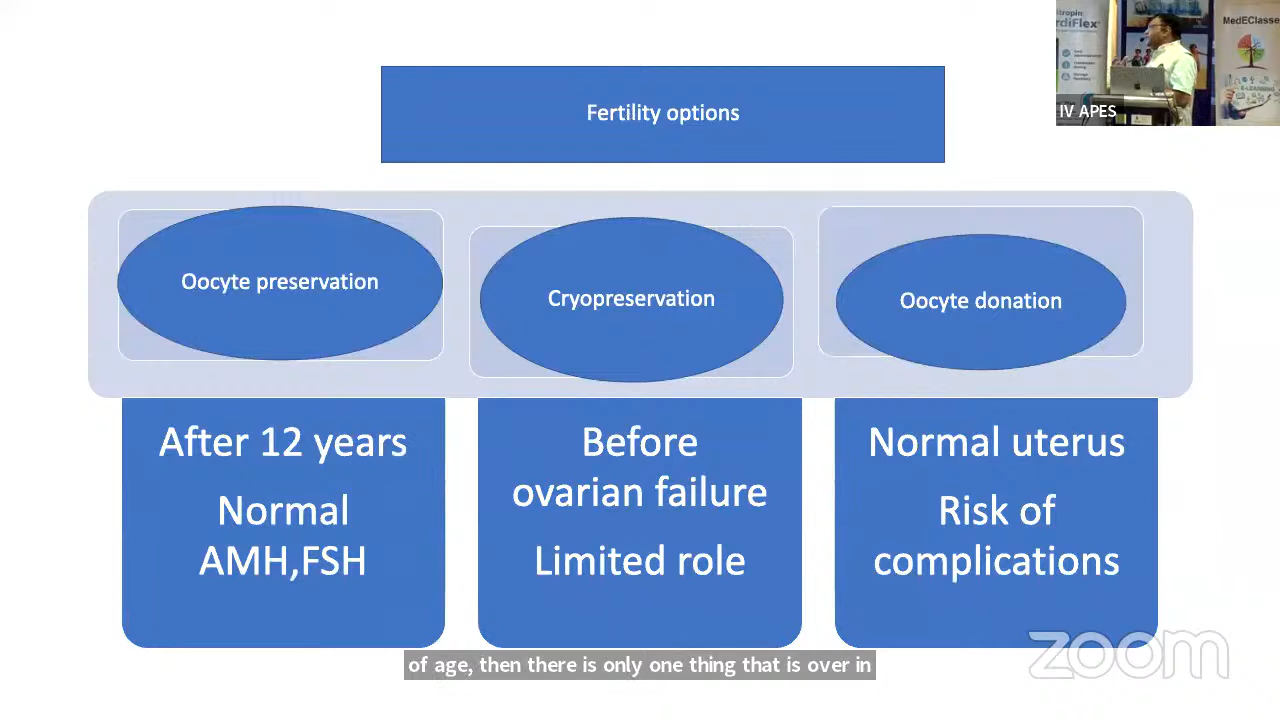 Fertility options
Oocyte preservation
Cryopreservation
Oocyte donation
After 12 years
Normal
AMH,FSH
Before
ovarian failure
Limited role
Normal uterus
Risk of
complications
of age, then there is only one thing that is over in
zoom
IV APES
MedEClasse
E-LEARNING